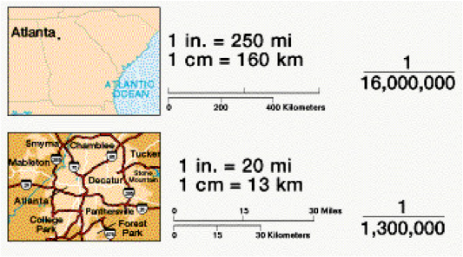 Atlanta
ATLANTIC
OCEAN
1 in. = 250 mi
1 cm = 160 km
0 200 400 Kilometers
1
16,000,000
Smyrna Chamblee
Mableton Tucker
Decatur Stone
Mountain
Atlanta
Panthersville
College
Park
Forest
Park
1 in. = 20 mi
1 cm = 13 km
0 15 30 Miles
0 15 30 Kilometers
1
1,300,000